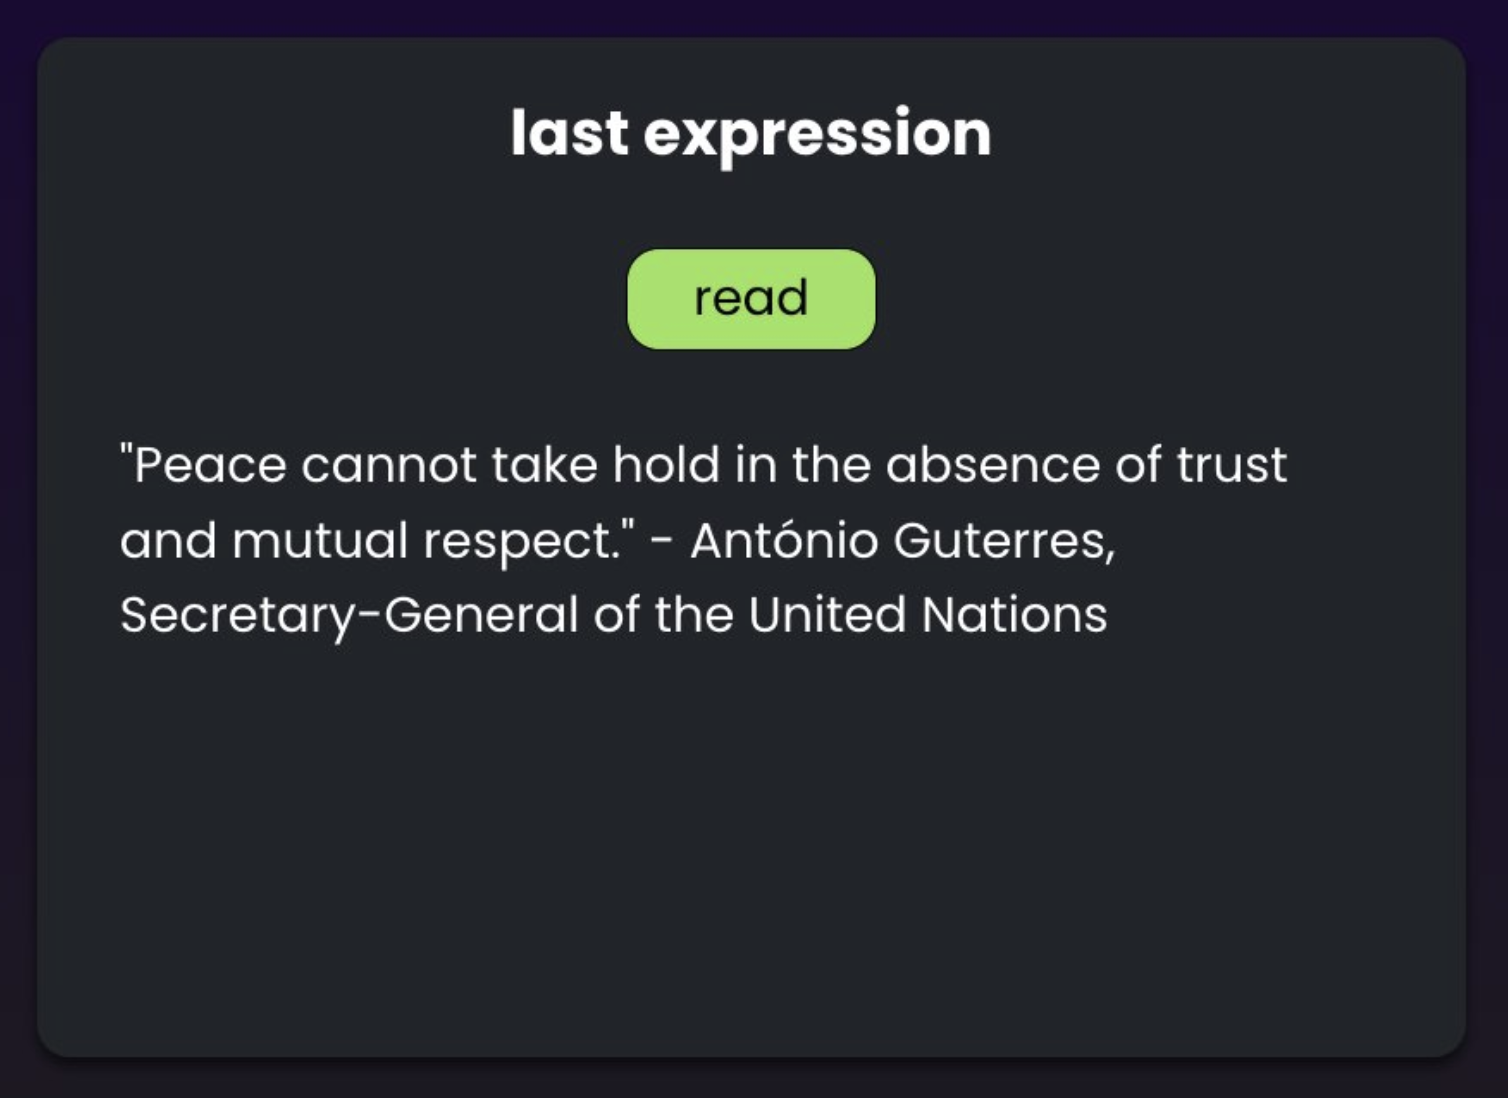 last expression
read
"Peace cannot take hold in the absence of trust
and mutual respect." - António Guterres,
Secretary-General of the United Nations